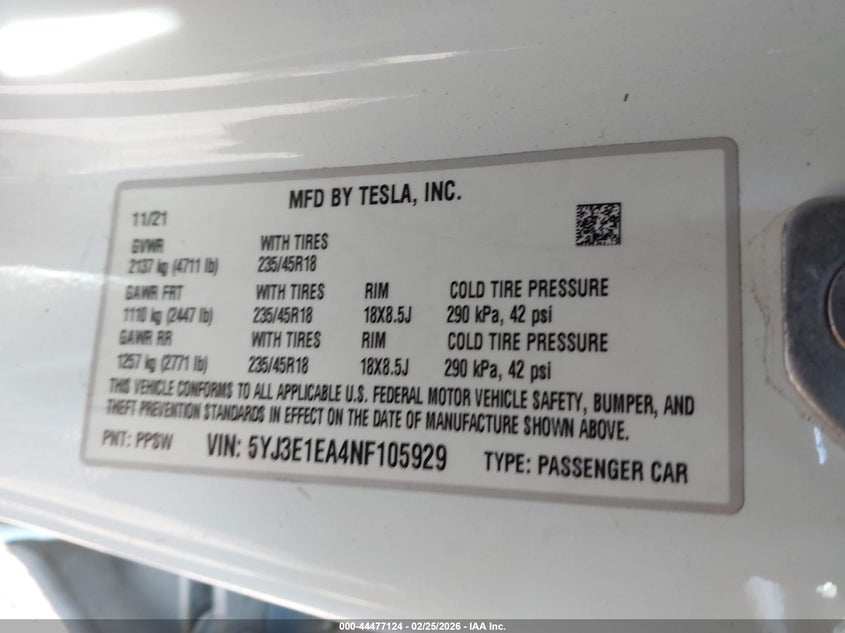 MFD BY TESLA, INC.
11/21
GVWR WITH TIRES
2137 kg (4711 lb) 235/45R18
GAWR FRT WITH TIRES RIM COLD TIRE PRESSURE
1110 kg (2447 lb) 235/45R18 18X8.5J 290 kPa, 42 psi
GAWR RR WITH TIRES RIM COLD TIRE PRESSURE
1257 kg (2771 lb) 235/45R18 18X8.5J 290 kPa, 42 psi
THIS VEHICLE CONFORMS TO ALL APPLICABLE U.S. FEDERAL MOTOR VEHICLE SAFETY, BUMPER, AND
THEFT PREVENTION STANDARDS IN EFFECT ON THE DATE OF MANUFACTURE SHOWN ABOVE.
PNT: PPSW VIN: 5YJ3E1EA4NF105929 TYPE: PASSENGER CAR
000-44477124 - 02/25/2026 - IAA Inc.